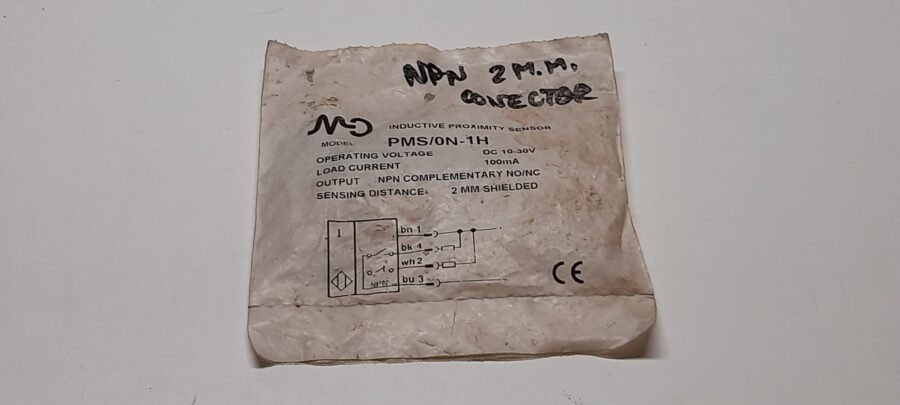 NPN 2 M.M.
CONECTOR
MD INDUCTIVE PROXIMITY SENSOR
MODEL PMS/0N-1H
OPERATING VOLTAGE DC 10-30V
LOAD CURRENT 100mA
OUTPUT NPN COMPLEMENTARY NO/NC
SENSING DISTANCE 2 MM SHIELDED
1
bn 1
bk 4
wh 2
bu 3
NPN
CE